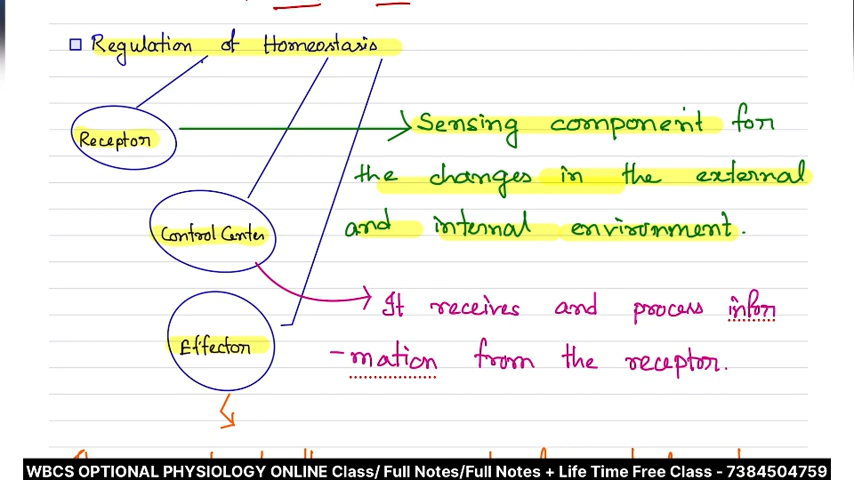 Regulation of Homeostasis
Receptor
Sensing component for
the changes in the external
and internal environment.
Control Center
It receives and process infor
-mation from the receptor.
Effector
WBCS OPTIONAL PHYSIOLOGY ONLINE Class/ Full Notes/Full Notes + Life Time Free Class - 7384504759